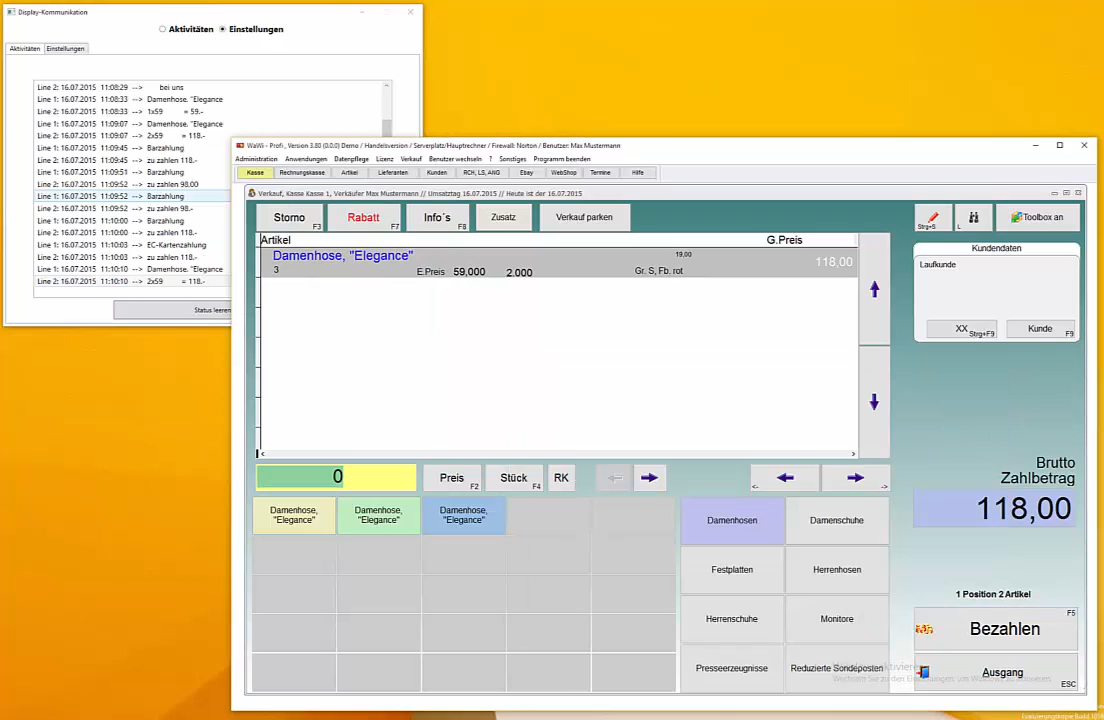 Display-Kommunikation
Aktivitäten Einstellungen
Aktivitäten Einstellungen
Line 2: 16.07.2015 11:08:29 --> bei uns
Line 1: 16.07.2015 11:08:33 --> Damenhose, "Elegance
Line 2: 16.07.2015 11:08:33 --> 1x59 = 59.-
Line 1: 16.07.2015 11:09:07 --> Damenhose, "Elegance
Line 2: 16.07.2015 11:09:07 --> 2x59 = 118.-
Line 1: 16.07.2015 11:09:45 --> Barzahlung
Line 2: 16.07.2015 11:09:45 --> zu zahlen 118.-
Line 1: 16.07.2015 11:09:51 --> Barzahlung
Line 2: 16.07.2015 11:09:52 --> zu zahlen 98.00
Line 1: 16.07.2015 11:09:52 --> Barzahlung
Line 2: 16.07.2015 11:09:52 --> zu zahlen 98.-
Line 1: 16.07.2015 11:10:00 --> Barzahlung
Line 2: 16.07.2015 11:10:00 --> zu zahlen 118.-
Line 1: 16.07.2015 11:10:03 --> EC-Kartenzahlung
Line 2: 16.07.2015 11:10:03 --> zu zahlen 118.-
Line 1: 16.07.2015 11:10:10 --> Damenhose, "Elegance
Line 2: 16.07.2015 11:10:10 --> 2x59 = 118.-
Status leeren
WaWi - Profi , Version 3.80 (0.0.0) Demo / Handelsversion / Serverplatz/Hauptrechner / Firewall: Norton / Benutzer: Max Mustermann
Administration Anwendungen Datenpflege Lizenz Verkauf Benutzer wechseln ? Sonstiges Programm beenden
Kasse Rechnungskasse Artikel Lieferanten Kunden RCH, LS, ANG Ebay WebShop Termine Hilfe
Verkauf, Kasse Kasse 1, Verkäufer Max Mustermann // Umsatztag 16.07.2015 // Heute ist der 16.07.2015
Storno F3 Rabatt F7 Info´s F8 Zusatz Verkauf parken Strg+S L Toolbox an
Artikel G.Preis
Damenhose, "Elegance" 19,00 118,00
3 E.Preis 59,000 2.000 Gr. S, Fb. rot
Kundendaten
Laufkunde
XX Strg+F9 Kunde F9
0 Preis F2 Stück F4 RK <- ->
Brutto
Zahlbetrag
118,00
Damenhose, "Elegance"
Damenhose, "Elegance"
Damenhose, "Elegance"
Damenhosen Damenschuhe
Festplatten Herrenhosen
Herrenschuhe Monitore
Presseerzeugnisse Reduzierte Sonderposten
1 Position 2 Artikel
Bezahlen F5
Ausgang ESC